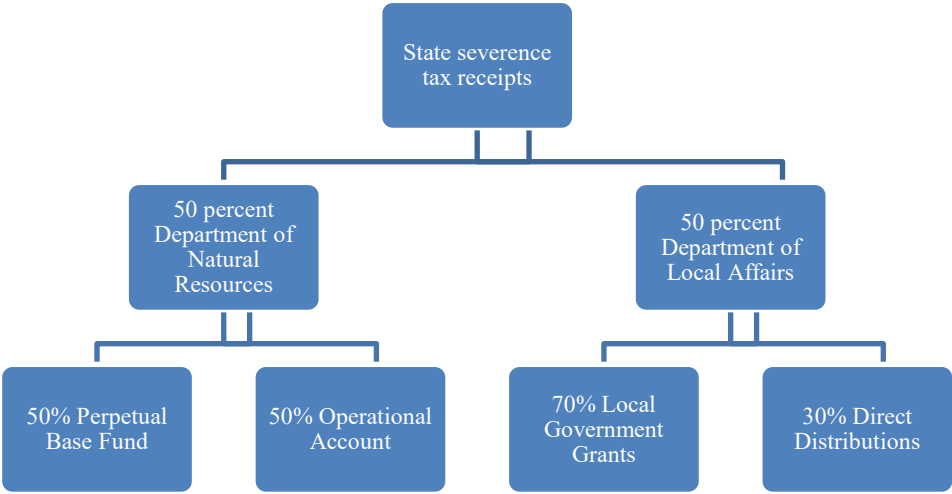 State severence
tax receipts
50 percent
Department of
Natural
Resources
50 percent
Department of
Local Affairs
50% Perpetual
Base Fund
50% Operational
Account
70% Local
Government
Grants
30% Direct
Distributions